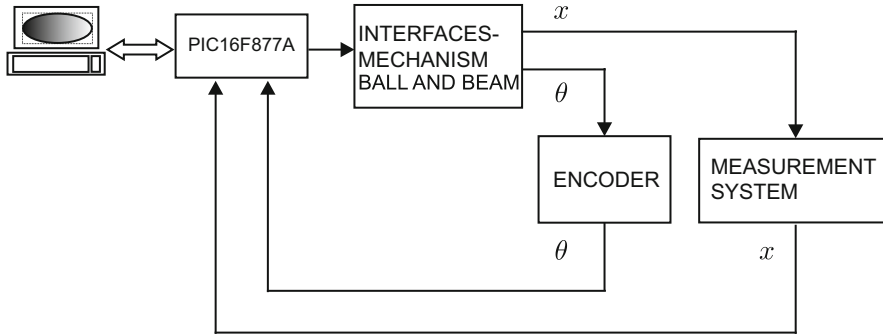 x
PIC16F877A
INTERFACES-
MECHANISM
BALL AND BEAM
θ
ENCODER
MEASUREMENT
SYSTEM
θ
x